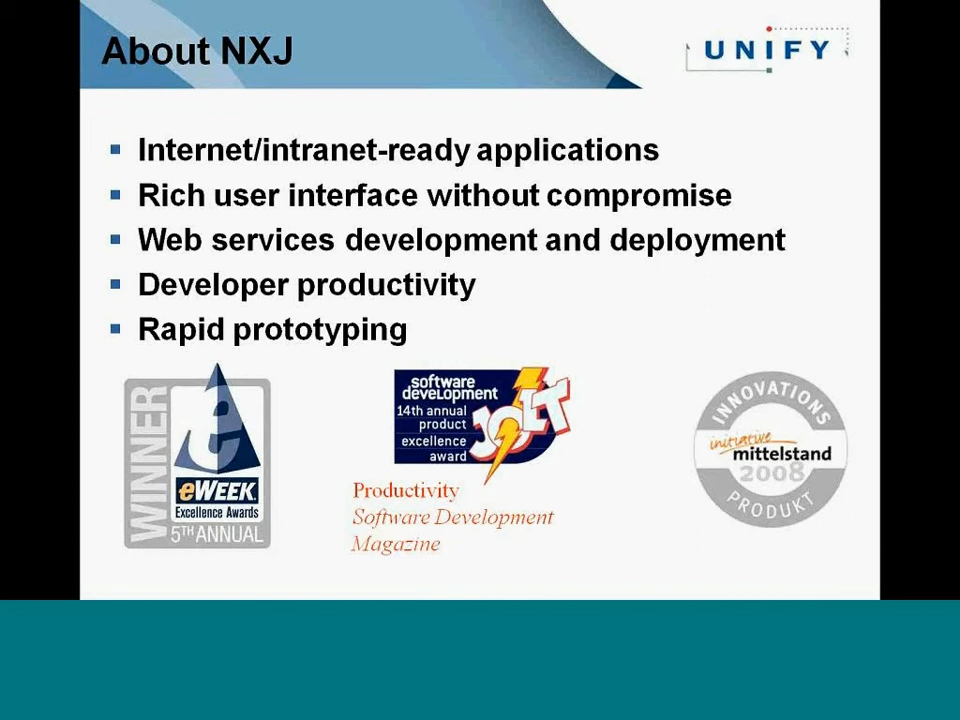 About NXJ
UNIFY
Internet/intranet-ready applications
Rich user interface without compromise
Web services development and deployment
Developer productivity
Rapid prototyping
WINNER
e
eWEEK.
Excellence Awards
5TH ANNUAL
software
development
14th annual
product
excellence
award
JOLT
Productivity
Software Development
Magazine
INNOVATIONS
initiative
mittelstand
2008
PRODUKT